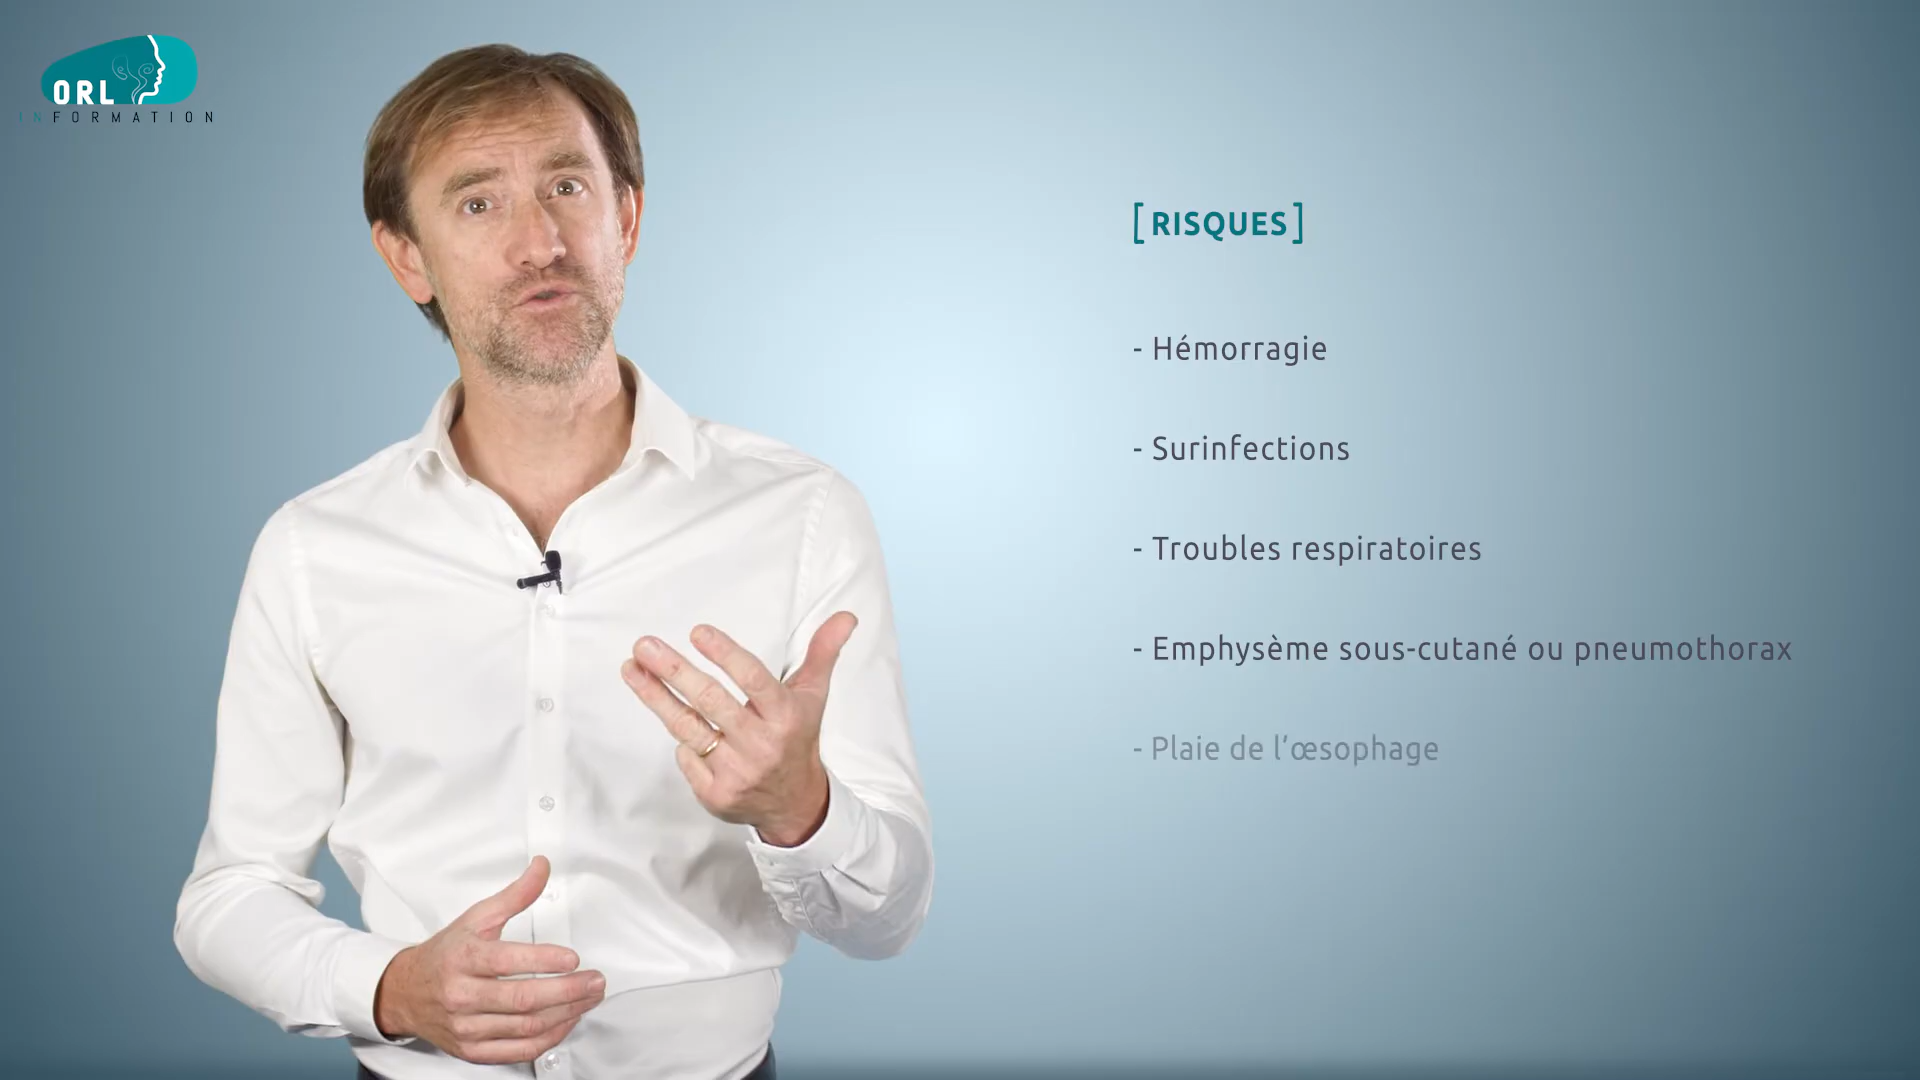 ORL
INFORMATION
[RISQUES]
- Hémorragie
- Surinfections
- Troubles respiratoires
- Emphysème sous-cutané ou pneumothorax
- Plaie de l’œsophage